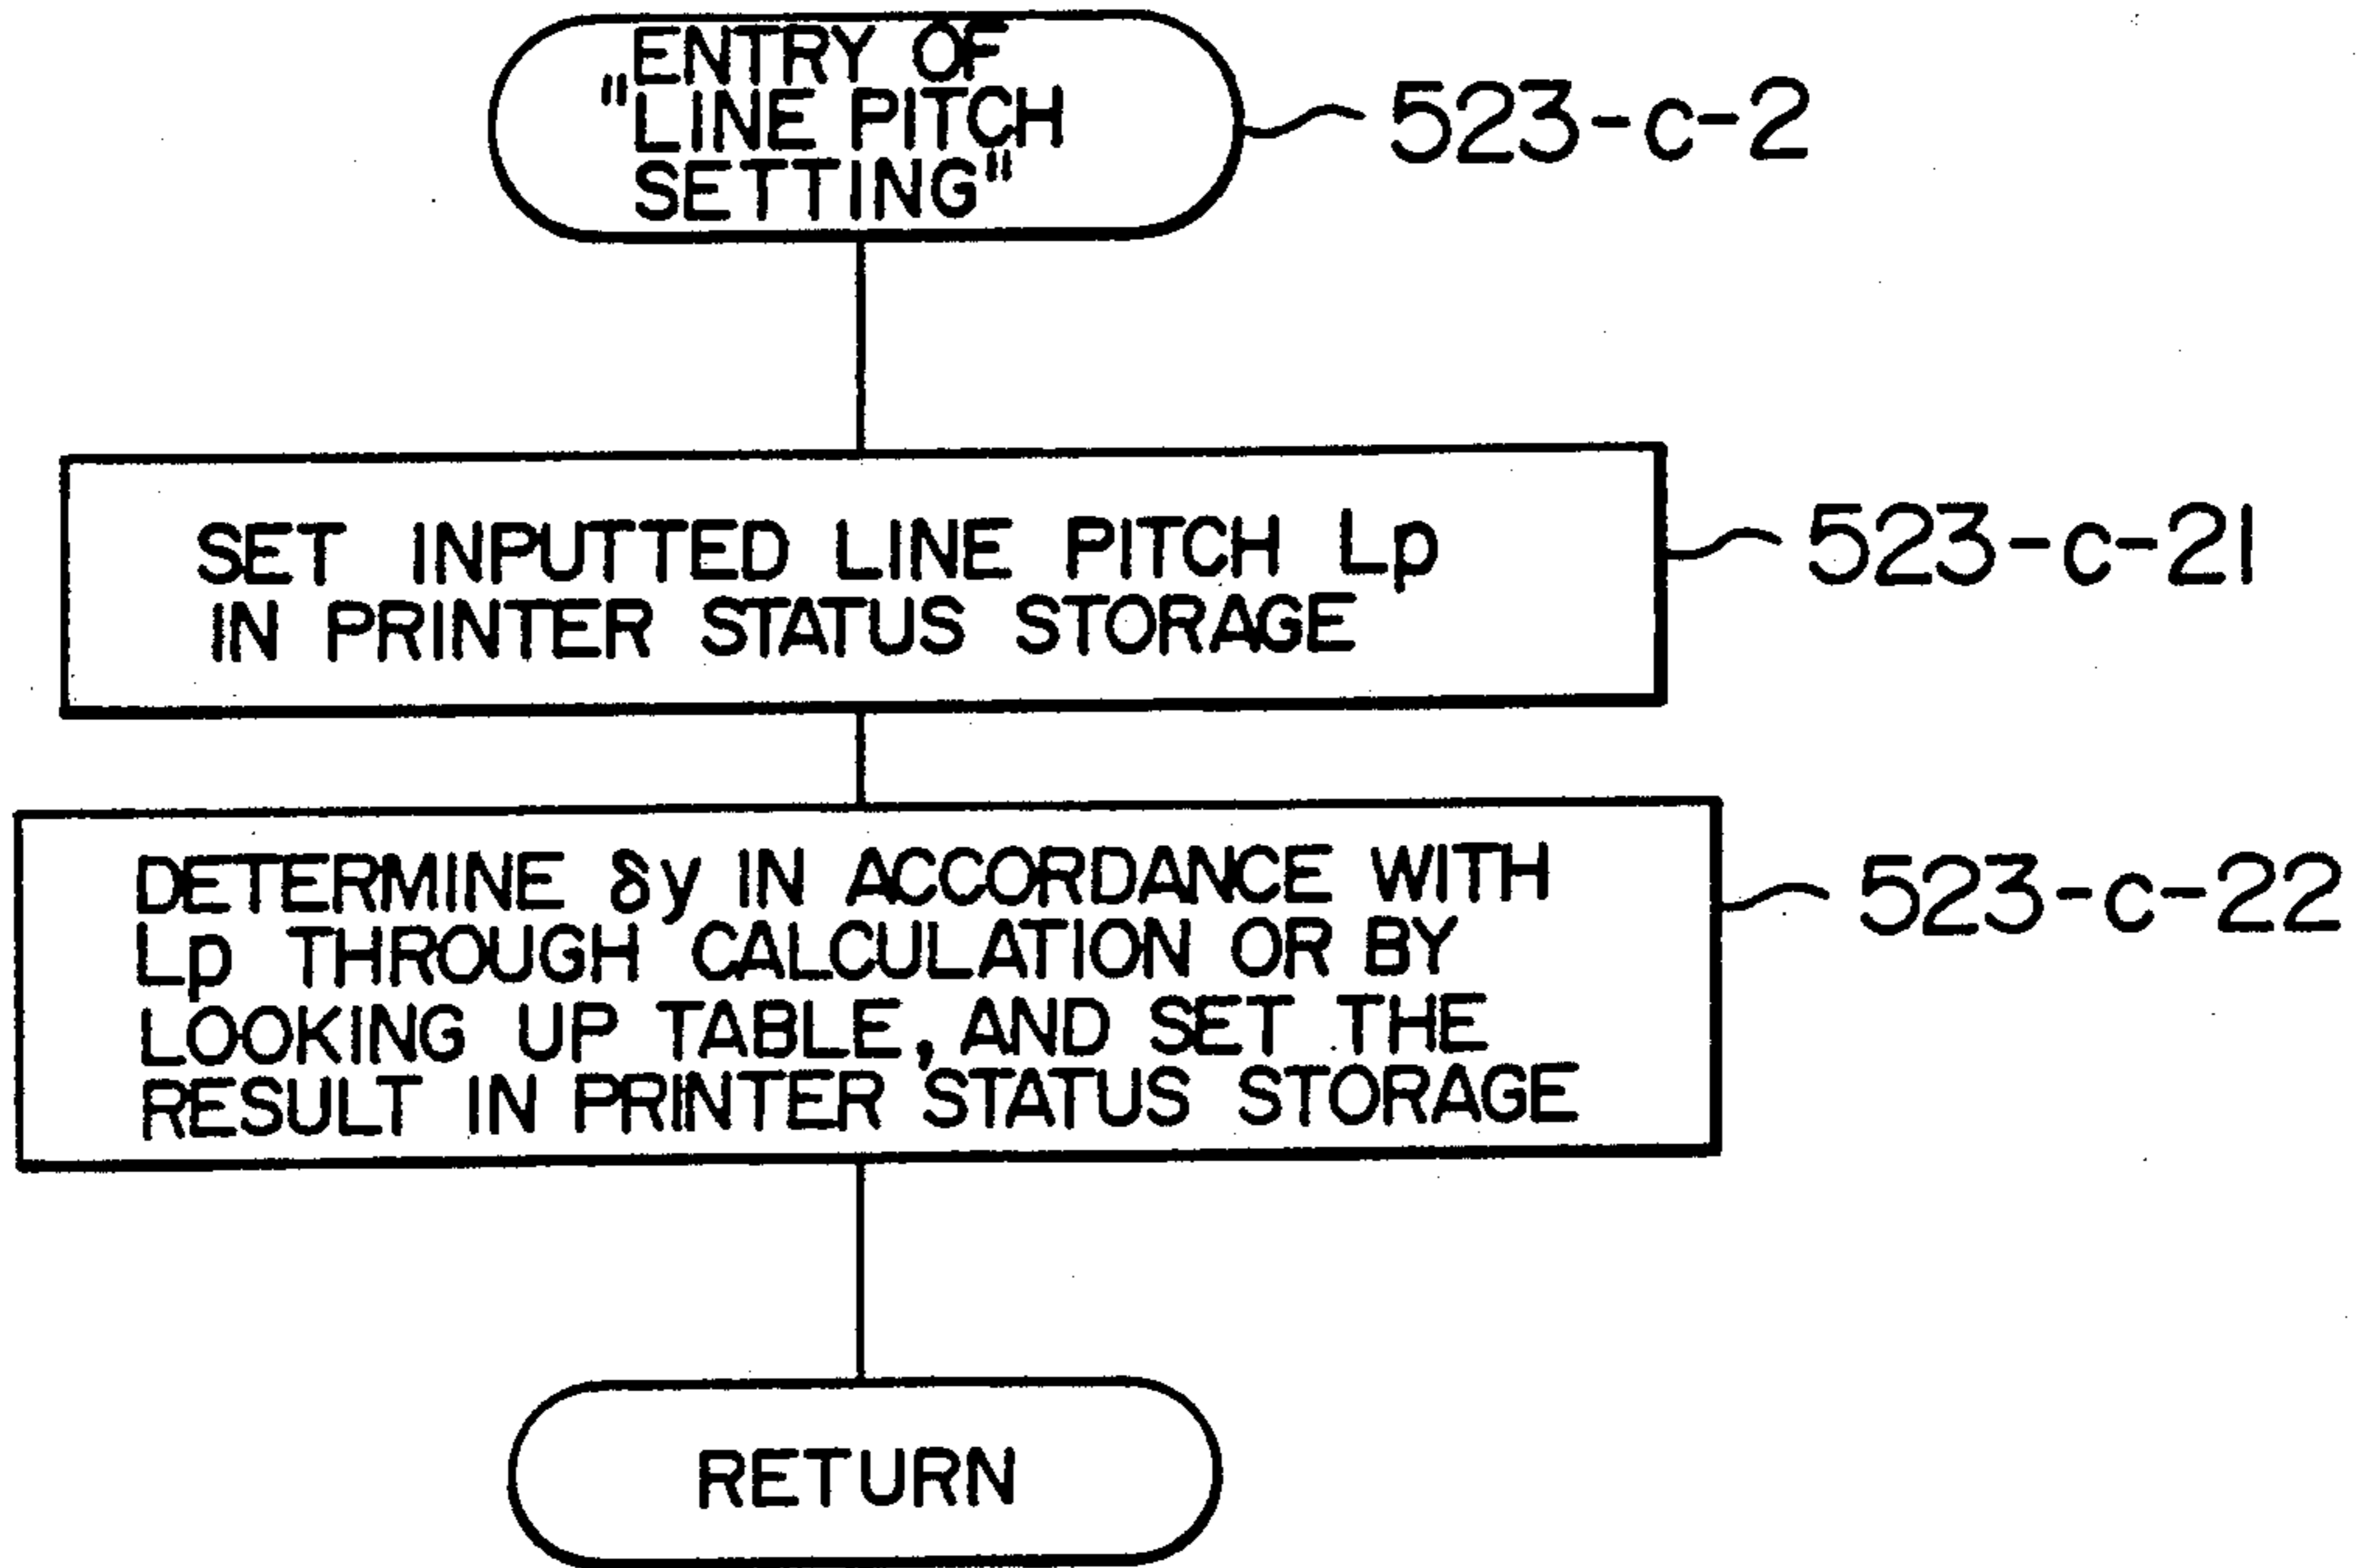 ENTRY OF
"LINE PITCH
SETTING"
523-c-2
SET INPUTTED LINE PITCH Lp
IN PRINTER STATUS STORAGE
523-c-21
DETERMINE δy IN ACCORDANCE WITH
Lp THROUGH CALCULATION OR BY
LOOKING UP TABLE, AND SET THE
RESULT IN PRINTER STATUS STORAGE
523-c-22
RETURN